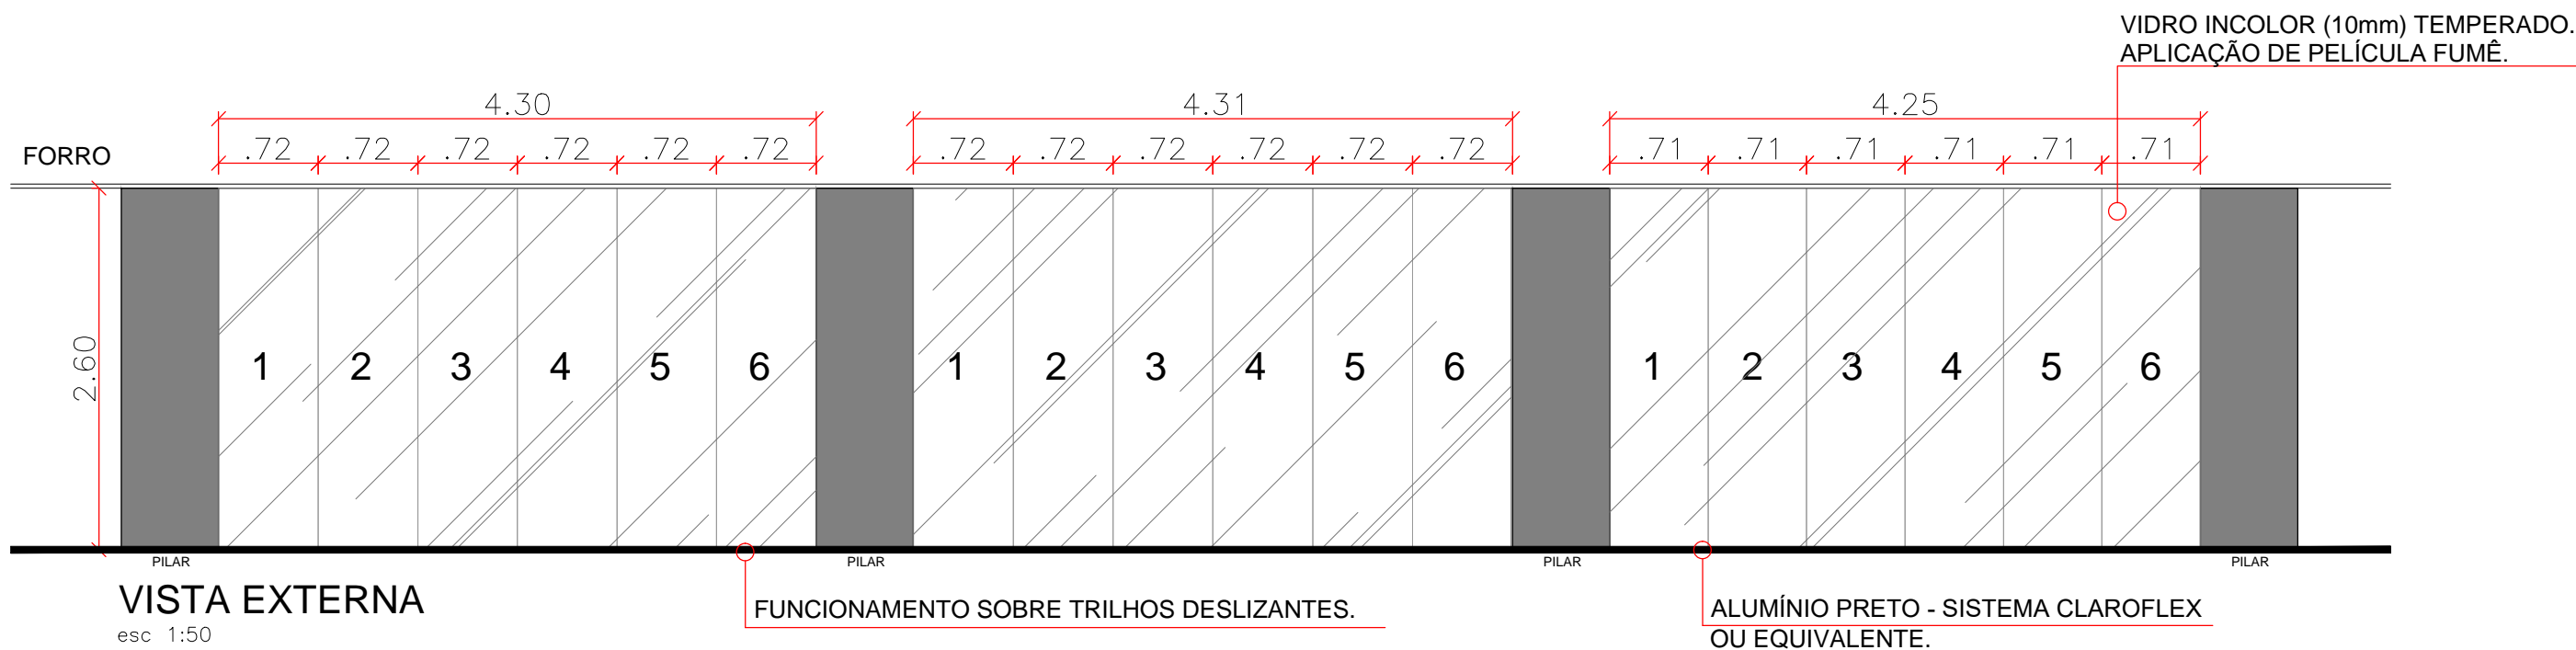 VIDRO INCOLOR (10mm) TEMPERADO.
APLICAÇÃO DE PELÍCULA FUMÊ.
4.30 4.31 4.25
FORRO .72 .72 .72 .72 .72 .72 .72 .72 .72 .72 .72 .72 .71 .71 .71 .71 .71 .71
2.60
1 2 3 4 5 6 1 2 3 4 5 6 1 2 3 4 5 6
PILAR PILAR PILAR PILAR
VISTA EXTERNA
esc 1:50
FUNCIONAMENTO SOBRE TRILHOS DESLIZANTES.
ALUMÍNIO PRETO - SISTEMA CLAROFLEX
OU EQUIVALENTE.